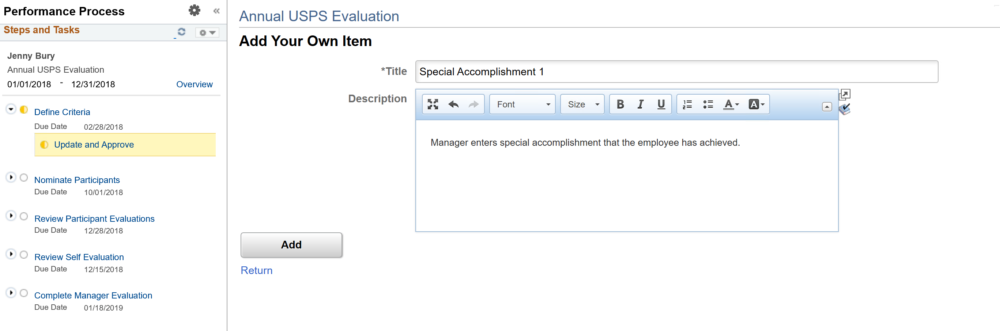 Performance Process
«
Steps and Tasks
Jenny Bury
Annual USPS Evaluation
01/01/2018 - 12/31/2018 Overview
Define Criteria
Due Date 02/28/2018
Update and Approve
Nominate Participants
Due Date 10/01/2018
Review Participant Evaluations
Due Date 12/28/2018
Review Self Evaluation
Due Date 12/15/2018
Complete Manager Evaluation
Due Date 01/18/2019
Annual USPS Evaluation
Add Your Own Item
*Title Special Accomplishment 1
Description
Font Size B I U A A
Manager enters special accomplishment that the employee has achieved.
Add
Return